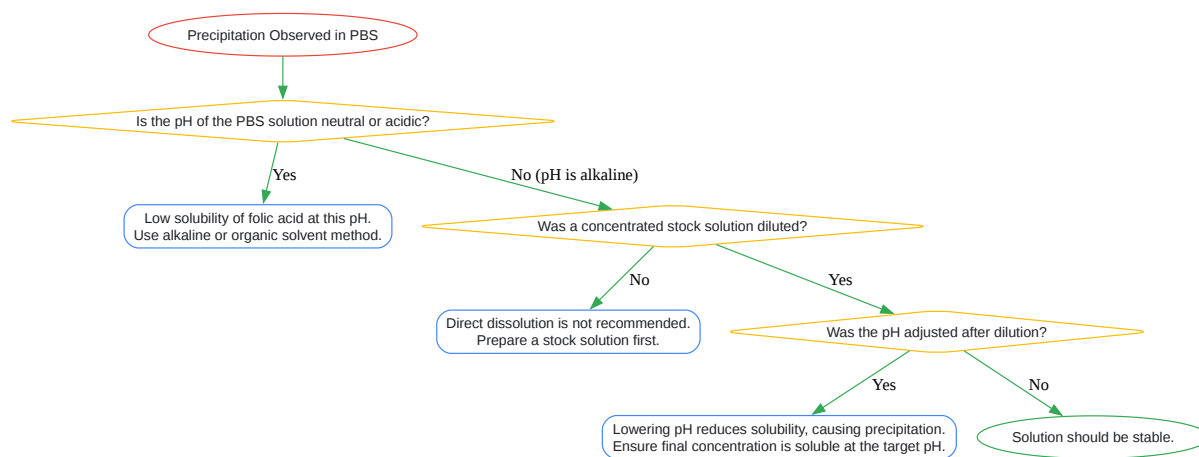 Precipitation Observed in PBS
Is the pH of the PBS solution neutral or acidic?
Yes
No (pH is alkaline)
Low solubility of folic acid at this pH.
Use alkaline or organic solvent method.
Was a concentrated stock solution diluted?
No
Yes
Direct dissolution is not recommended.
Prepare a stock solution first.
Was the pH adjusted after dilution?
Yes
No
Lowering pH reduces solubility, causing precipitation.
Ensure final concentration is soluble at the target pH.
Solution should be stable.